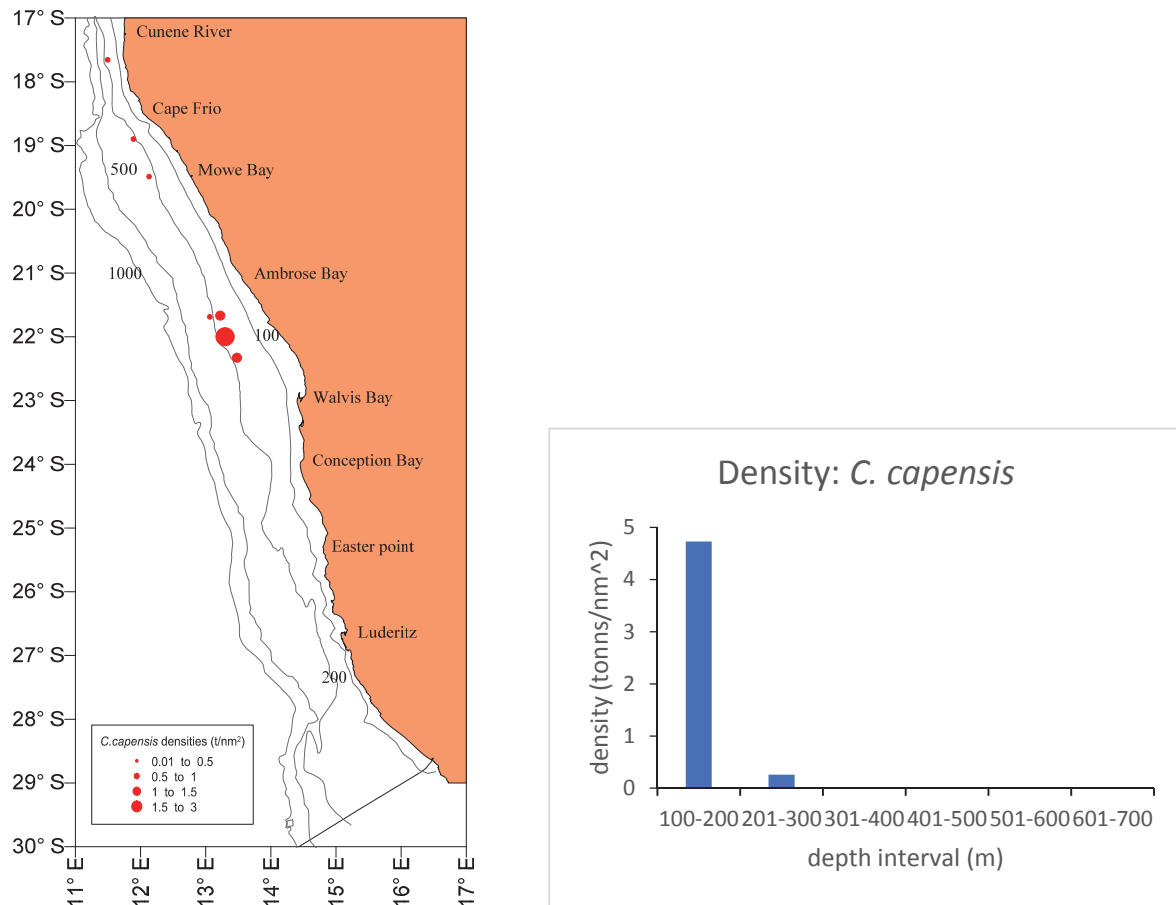 17° S
18° S
19° S
20° S
21° S
22° S
23° S
24° S
25° S
26° S
27° S
28° S
29° S
30° S
Cunene River
Cape Frio
Mowe Bay
500
1000
Ambrose Bay
100
Walvis Bay
Conception Bay
Easter point
Luderitz
200
C.capensis densities (t/nm²)
0.01 to 0.5
0.5 to 1
1 to 1.5
1.5 to 3
11° E
12° E
13° E
14° E
15° E
16° E
17° E
Density: C. capensis
density (tonns/nm^2)
5
4
3
2
1
0
100-200 201-300 301-400 401-500 501-600 601-700
depth interval (m)